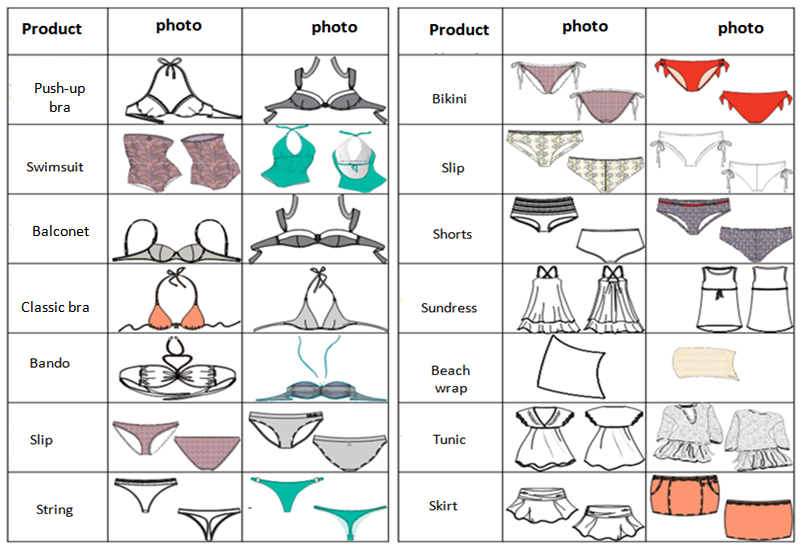 Product photo photo
Push-up
bra
Swimsuit
Balconet
Classic bra
Bando
Slip
String
Product photo photo
Bikini
Slip
Shorts
Sundress
Beach
wrap
Tunic
Skirt